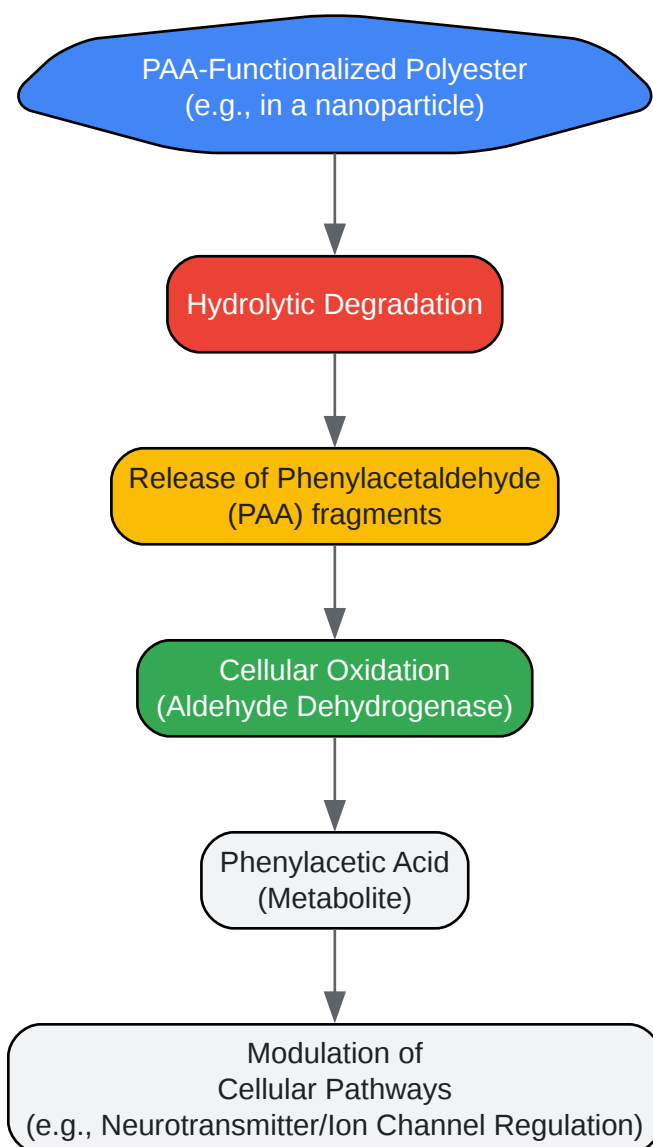 PAA-Functionalized Polyester
(e.g., in a nanoparticle)
Hydrolytic Degradation
Release of Phenylacetaldehyde
(PAA) fragments
Cellular Oxidation
(Aldehyde Dehydrogenase)
Phenylacetic Acid
(Metabolite)
Modulation of
Cellular Pathways
(e.g., Neurotransmitter/Ion Channel Regulation)